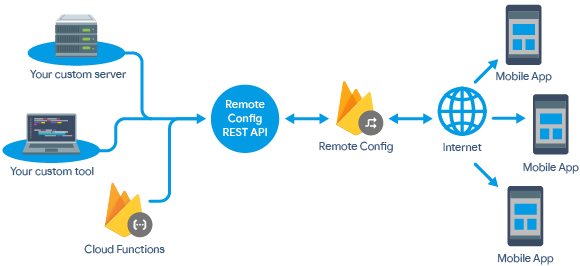 Your custom server
Your custom tool
Cloud Functions
Remote
Config
REST API
Remote Config
Internet
Mobile App
Mobile App
Mobile App